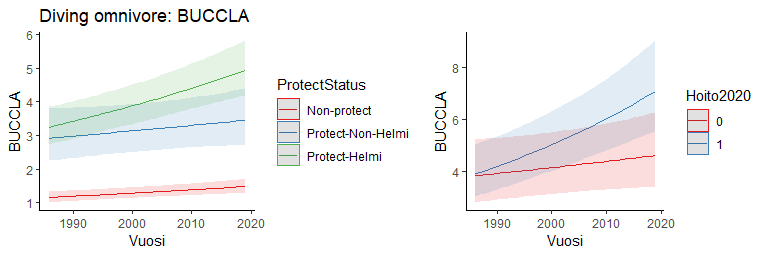 Diving omnivore: BUCCLA
6
5
4
3
2
1
BUCCLA
1990 2000 2010 2020
Vuosi
ProtectStatus
Non-protect
Protect-Non-Helmi
Protect-Helmi
8
6
4
BUCCLA
1990 2000 2010 2020
Vuosi
Hoito2020
0
1